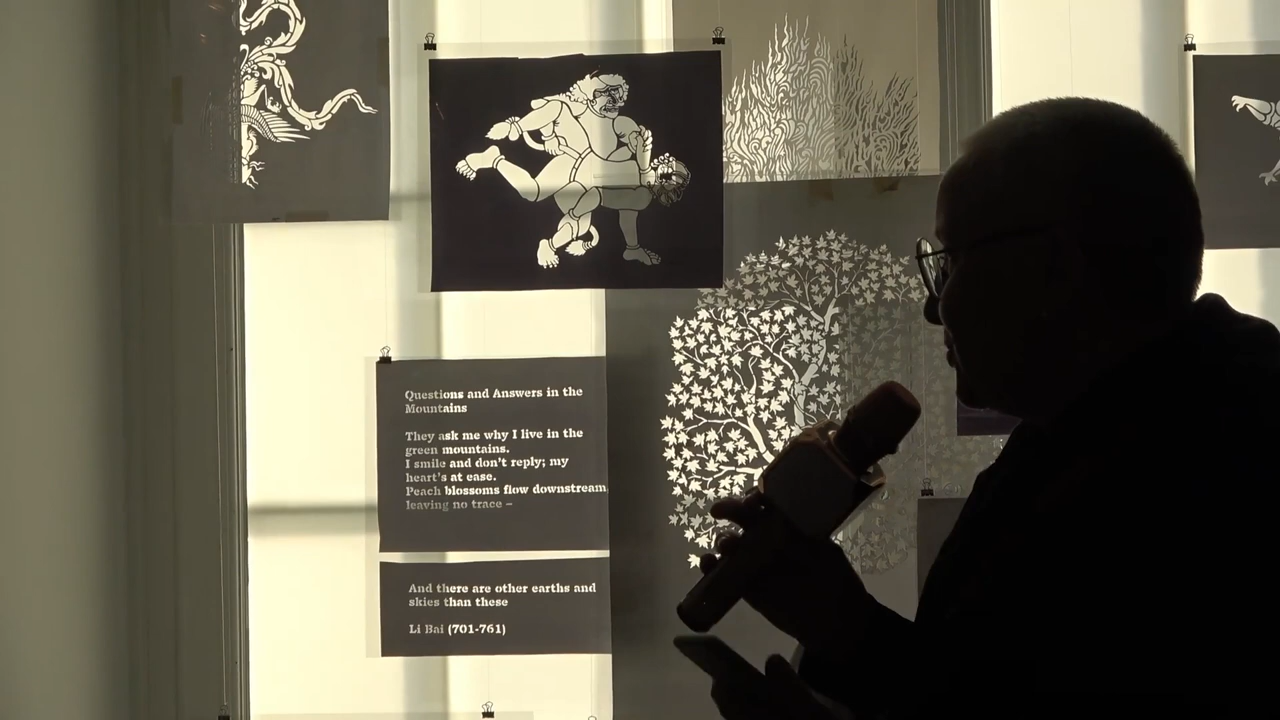 Questions and Answers in the
Mountains
They ask me why I live in the
green mountains.
I smile and don't reply; my
heart's at ease.
Peach blossoms flow downstream,
leaving no trace –
And there are other earths and
skies than these
Li Bai (701-761)